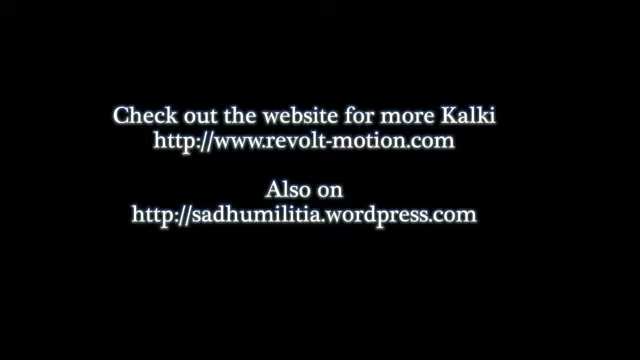 Check out the website for more Kalki
http://www.revolt-motion.com
Also on
http://sadhumilitia.wordpress.com